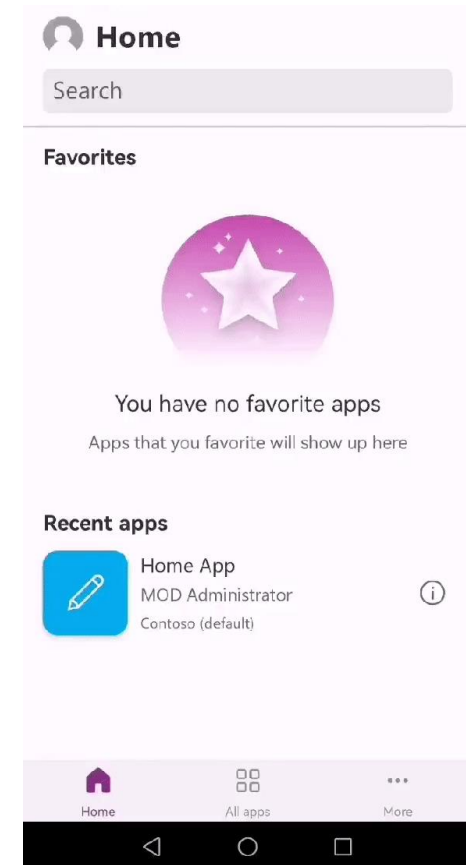 Home
Search
Favorites
You have no favorite apps
Apps that you favorite will show up here
Recent apps
Home App
MOD Administrator
Contoso (default)
Home
All apps
More